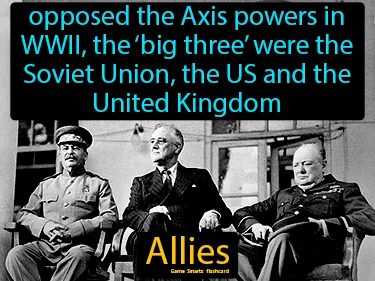 opposed the Axis powers in
WWII, the ‘big three’ were the
Soviet Union, the US and the
United Kingdom
Allies
Game Smartz flashcard